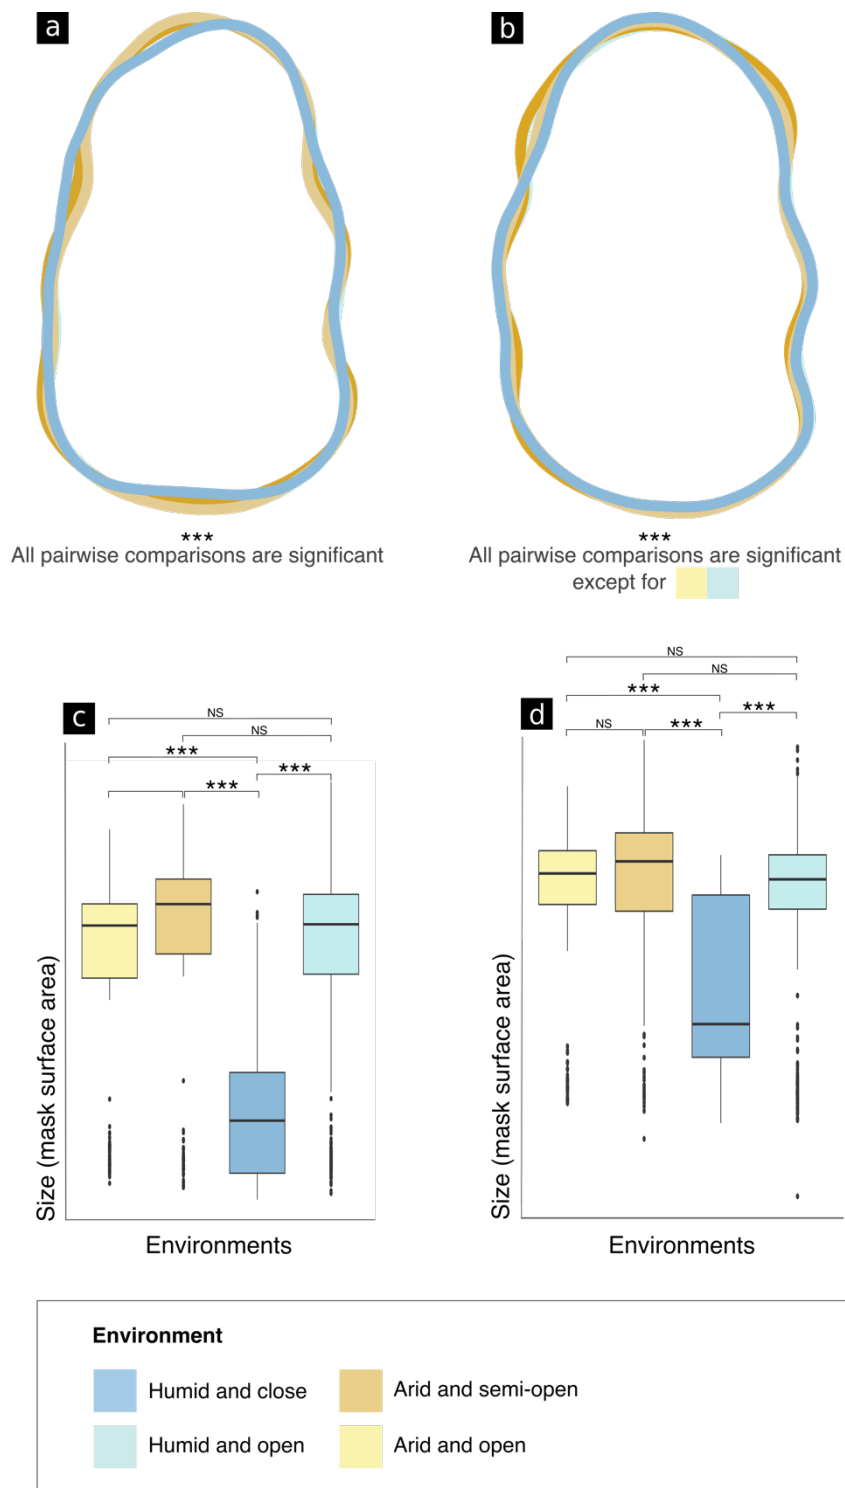 a
b
***
All pairwise comparisons are significant
***
All pairwise comparisons are significant
except for
c
NS
NS
***
***
***
Size (mask surface area)
Environments
d
NS
NS
***
***
NS
***
Size (mask surface area)
Environments
Environment
Humid and close
Arid and semi-open
Humid and open
Arid and open